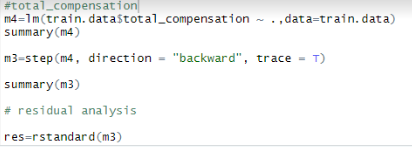 #total_compensation
m4=lm(train.data$total_compensation ~ .,data=train.data)
summary(m4)
m3=step(m4, direction = "backward", trace = T)
summary(m3)
# residual analysis
res=rstandard(m3)